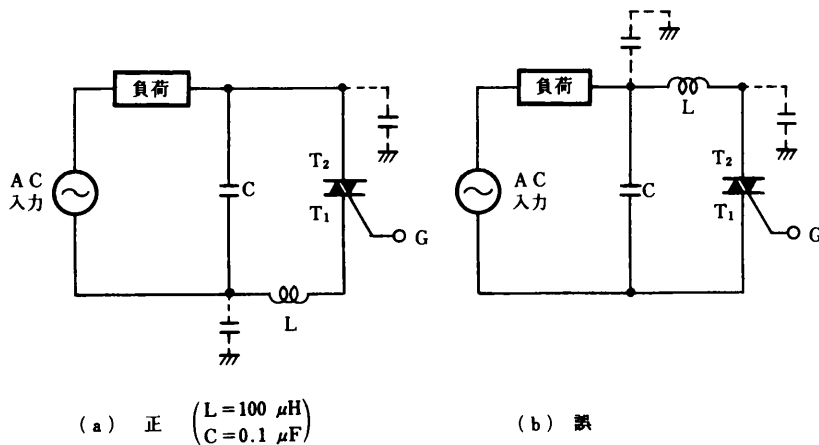 負荷
AC
入力
C
T₂
T₁
G
L
(a) 正 (L=100 μH
C=0.1 μF)
負荷
L
AC
入力
C
T₂
T₁
G
(b) 誤